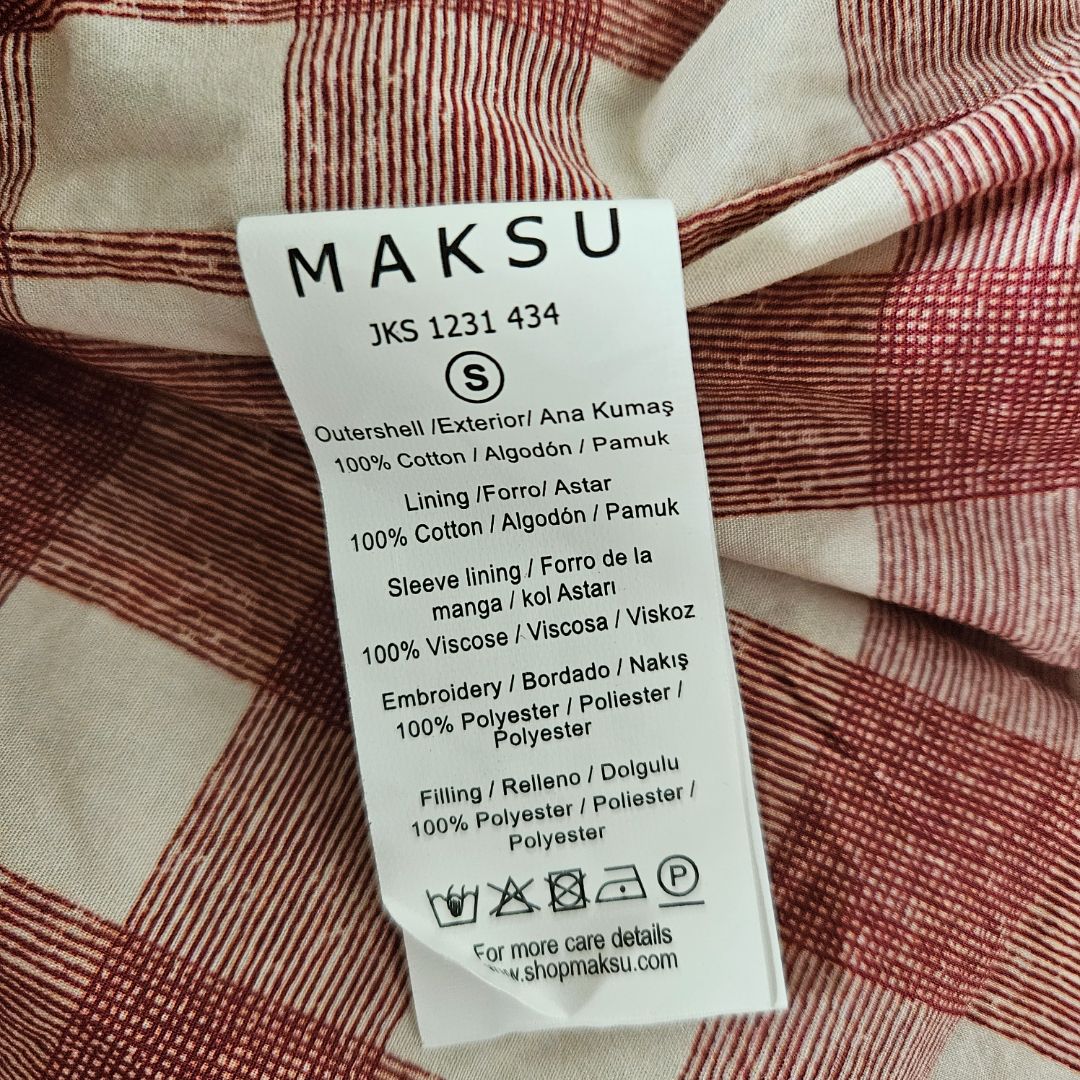 MAKSU
JKS 1231 434
S
Outershell /Exterior/ Ana Kumaş
100% Cotton / Algodón / Pamuk
Lining /Forro/ Astar
100% Cotton / Algodón / Pamuk
Sleeve lining / Forro de la
manga / kol Astarı
100% Viscose / Viscosa / Viskoz
Embroidery / Bordado / Nakış
100% Polyester / Poliester /
Polyester
Filling / Relleno / Dolgulu
100% Polyester / Poliester /
Polyester
P
For more care details
w.shopmaksu.com